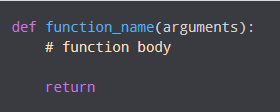 def function_name(arguments):
    # function body
    return